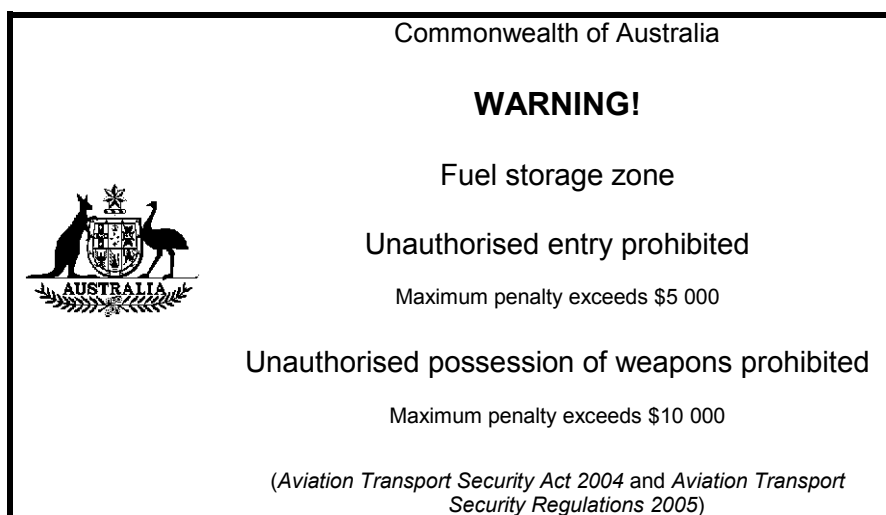 Commonwealth of Australia
WARNING!
Fuel storage zone
Unauthorised entry prohibited
AUSTRALIA
Maximum penalty exceeds $5 000
Unauthorised possession of weapons prohibited
Maximum penalty exceeds $10 000
(Aviation Transport Security Act 2004 and Aviation Transport
Security Regulations 2005)